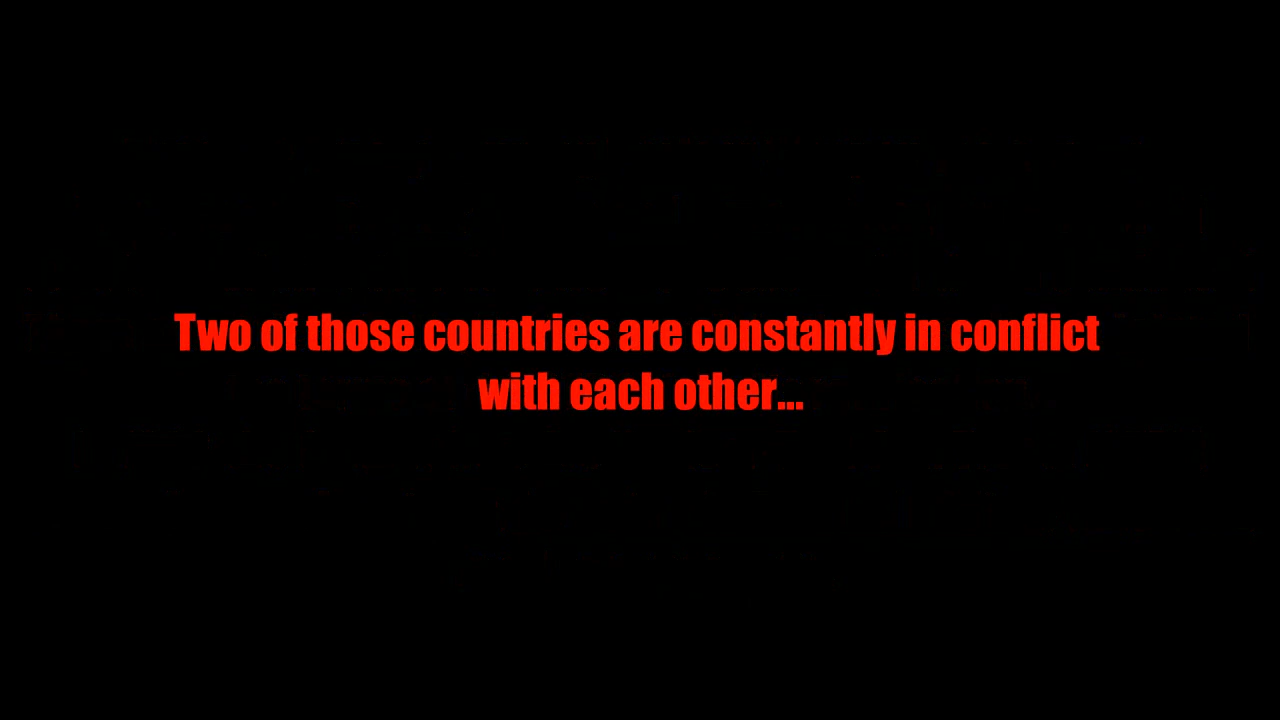 Two of those countries are constantly in conflict
with each other...